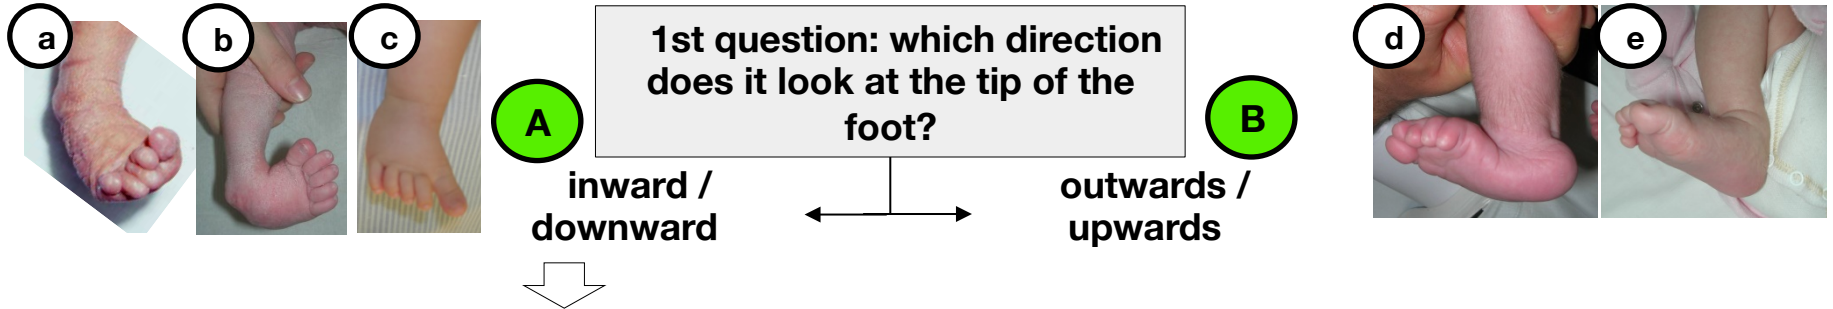 a
b
c
A
1st question: which direction
does it look at the tip of the
foot?
B
d
e
inward /
downward
outwards /
upwards